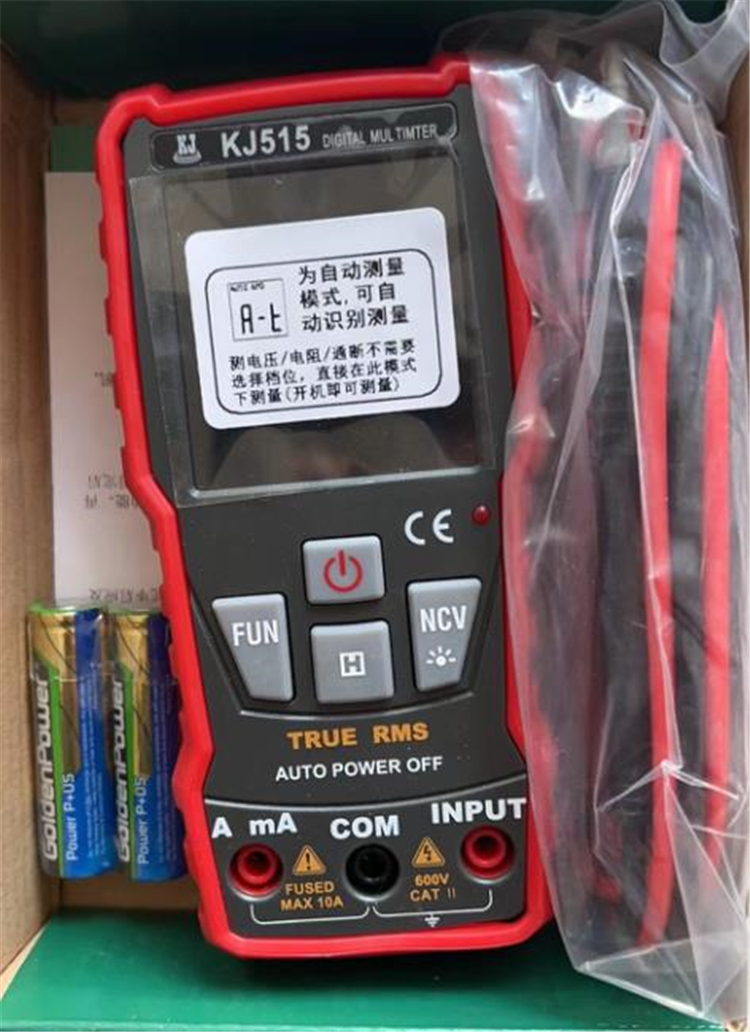 KJ
KJ515 DIGITAL MULTIMTER
AUTO
A-t
为自动测量
模式,可自
动识别测量
测电压/电阻/通断不需要
选择档位,直接在此模式
下测量(开机即可测量)
CE
FUN
H
NCV
TRUE RMS
AUTO POWER OFF
A mA
COM
INPUT
FUSED
MAX 10A
600V
CAT II
GoldenPower
Power P+US
GoldenPower
Power P+US